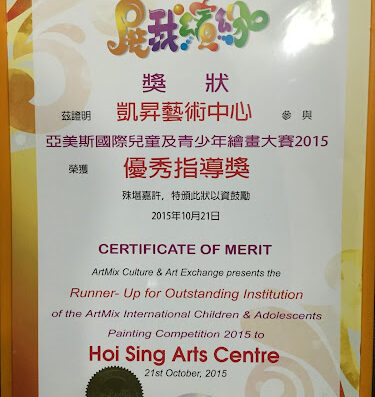 展我繽紛
獎 狀
茲證明 凱昇藝術中心 參與
亞美斯國際兒童及青少年繪畫大賽2015
榮獲 優秀指導獎
殊堪嘉許，特頒此狀以資鼓勵
2015年10月21日
CERTIFICATE OF MERIT
ArtMix Culture & Art Exchange presents the
Runner- Up for Outstanding Institution
of the ArtMix International Children & Adolescents
Painting Competition 2015 to
Hoi Sing Arts Centre
21st October, 2015